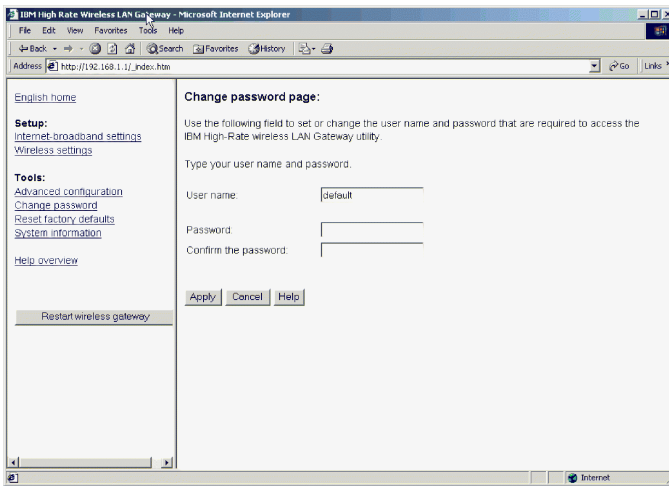 IBM High Rate Wireless LAN Gateway - Microsoft Internet Explorer
File Edit View Favorites Tools Help
Back Search Favorites History
Address http://192.168.1.1/_index.htm Go Links
English home
Setup:
Internet-broadband settings
Wireless settings
Tools:
Advanced configuration
Change password
Reset factory defaults
System information
Help overview
Restart wireless gateway
Change password page:
Use the following field to set or change the user name and password that are required to access the
IBM High-Rate wireless LAN Gateway utility.
Type your user name and password.
User name: default
Password:
Confirm the password:
Apply Cancel Help
Internet